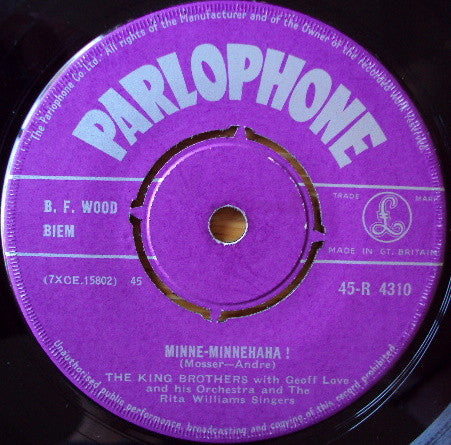 The Parlophone Co Ltd. All rights of the Manufacturer and of the Owner of the Recorded Work Reserved
PARLOPHONE
B. F. WOOD
BIEM
TRADE MARK
£
MADE IN GT. BRITAIN
(7XCE.15802) 45
45-R 4310
MINNE-MINNEHAHA !
(Mosser—Andre)
THE KING BROTHERS with Geoff Love
and his Orchestra and The
Rita Williams Singers
Unauthorised public performance, broadcasting and copying of this record prohibited